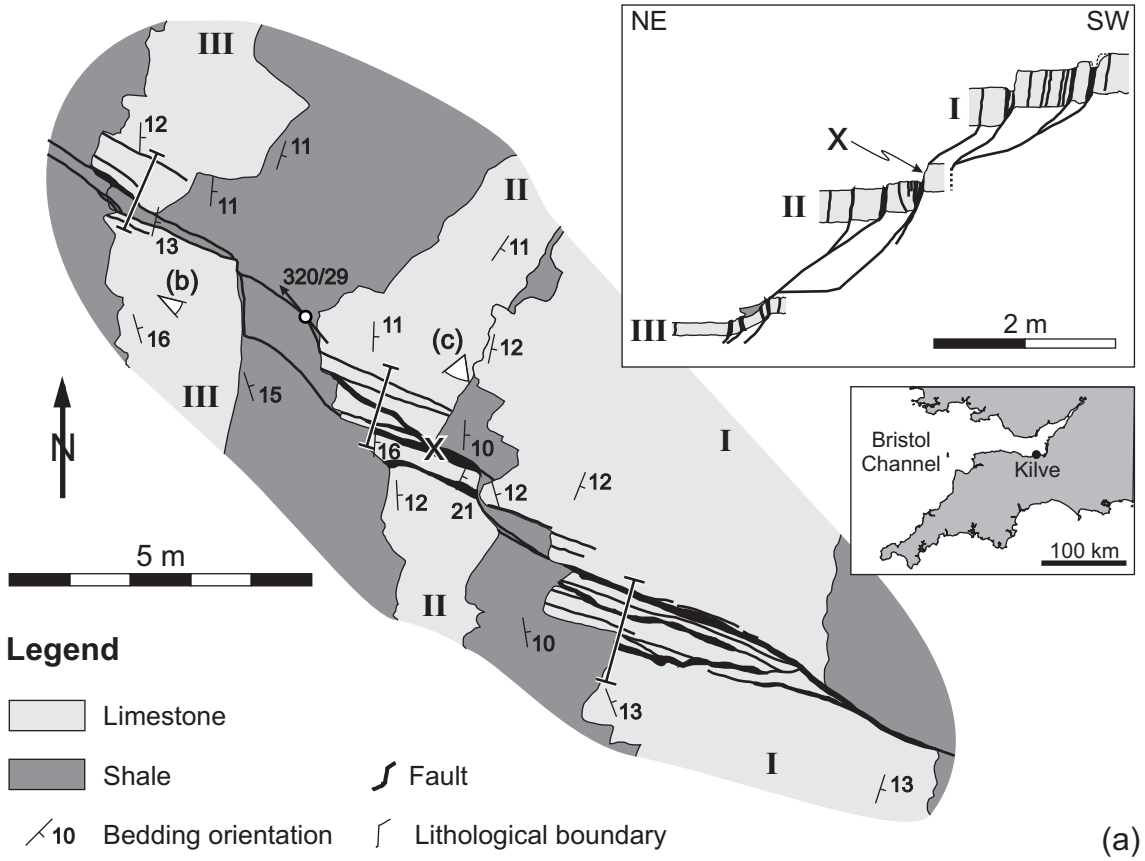 NE SW
I
X
II
III
2 m
III
12
11
11
II
13
11
(b)
320/29
11
(c)
12
16
III
15
I
10
16
X
12
21
12
12
N
5 m
II
10
13
I
13
Bristol
Channel
Kilve
100 km
Legend
Limestone
Shale
Fault
10 Bedding orientation
Lithological boundary
(a)